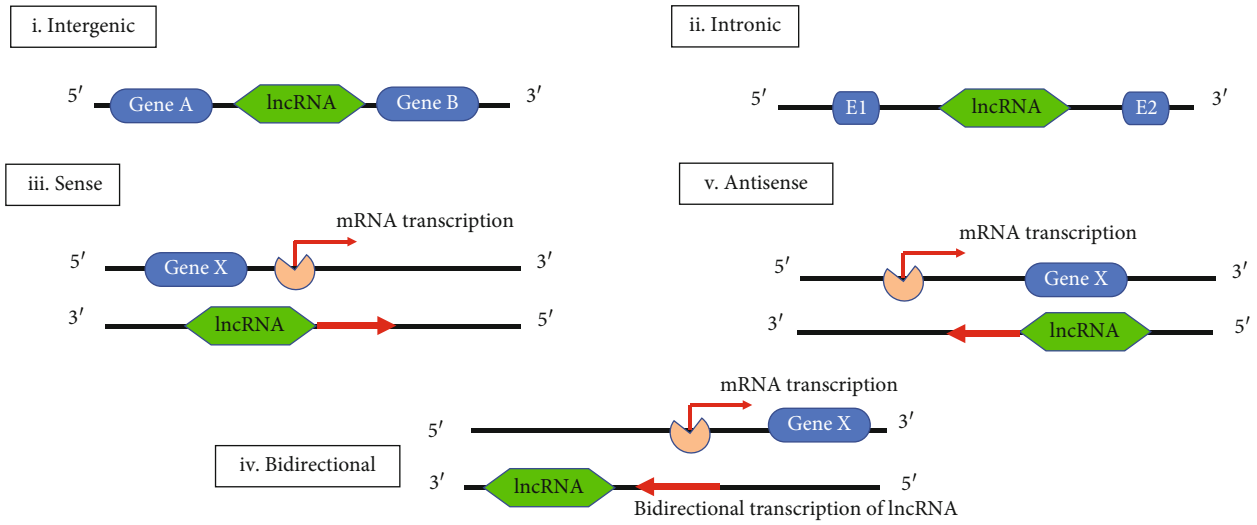 i. Intergenic
5′ Gene A lncRNA Gene B 3′
ii. Intronic
5′ E1 lncRNA E2 3′
iii. Sense
mRNA transcription
5′ Gene X 3′
3′ lncRNA 5′
v. Antisense
mRNA transcription
5′ Gene X 3′
3′ lncRNA 5′
iv. Bidirectional
mRNA transcription
5′ Gene X 3′
3′ lncRNA 5′
Bidirectional transcription of lncRNA